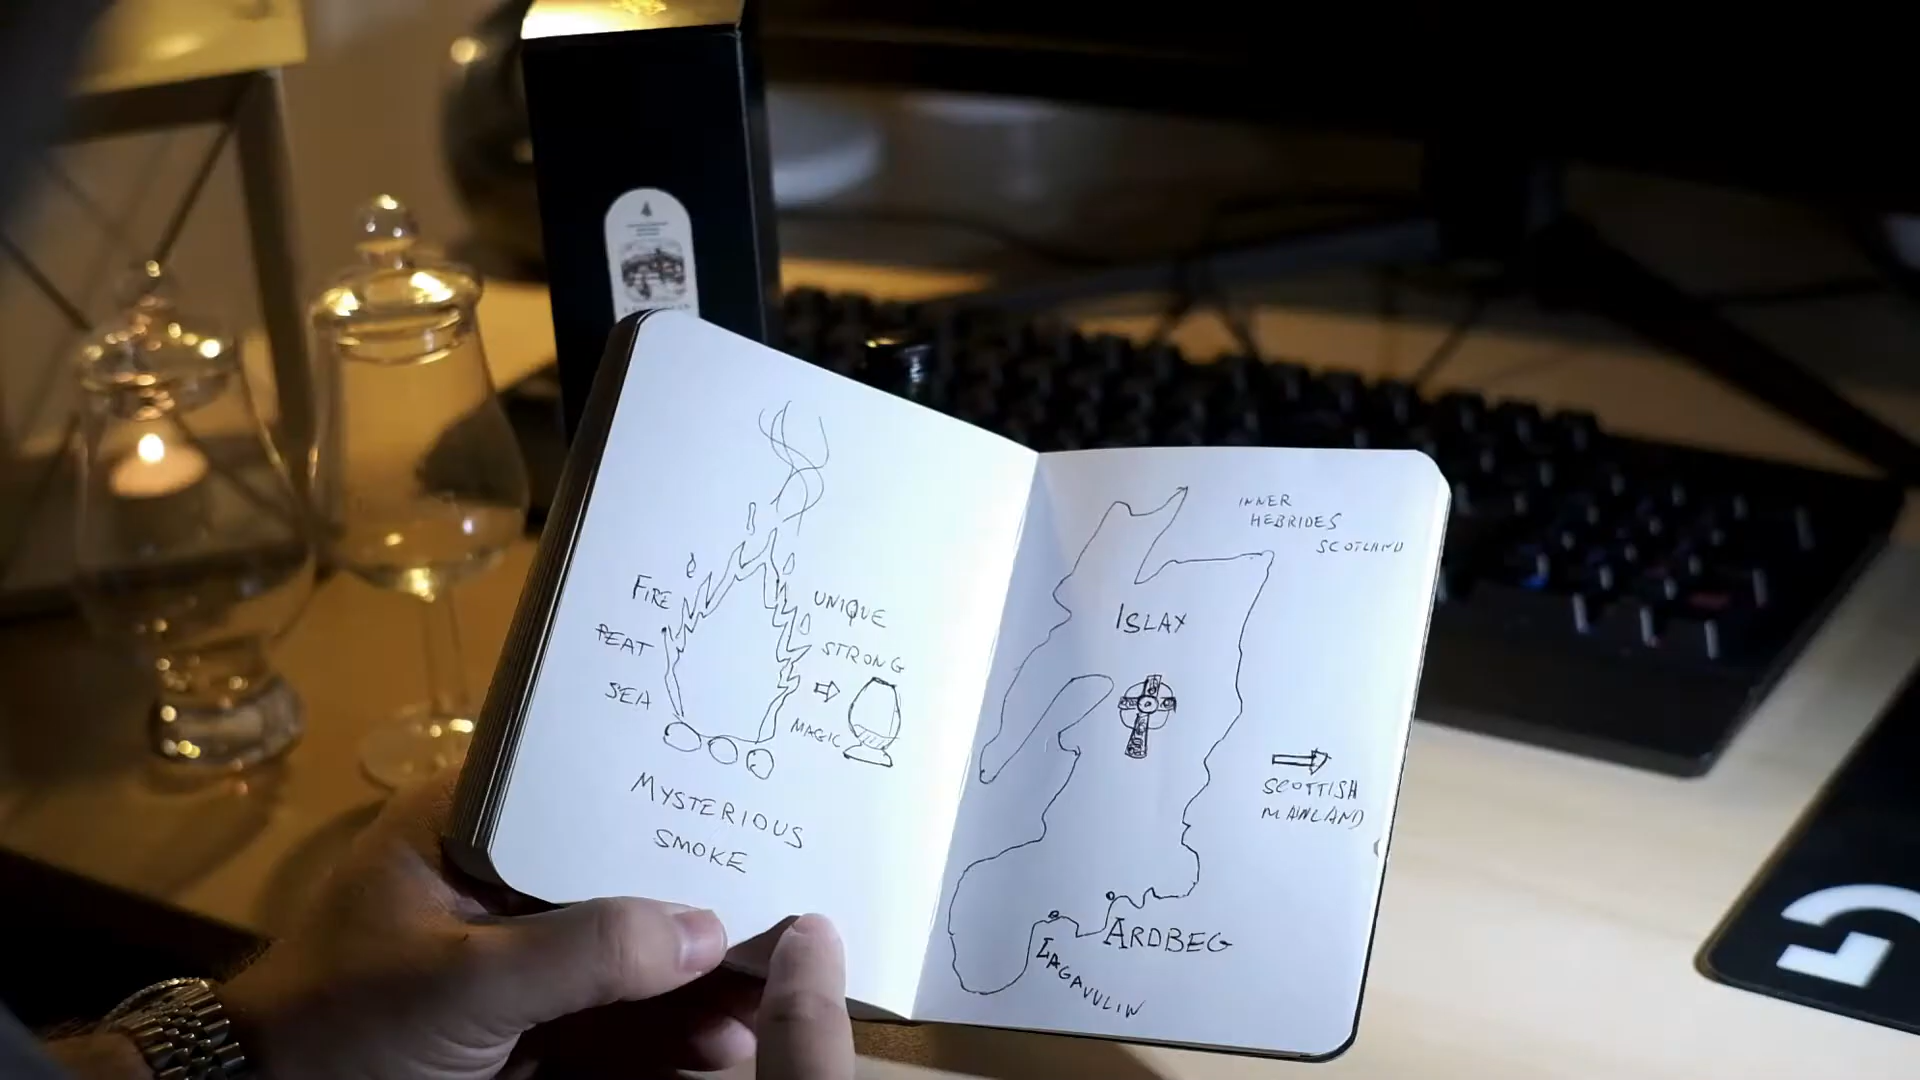 FIRE
PEAT
SEA
UNIQUE
STRONG
MAGIC
MYSTERIOUS
SMOKE
INNER
HEBRIDES
SCOTLAND
ISLAY
SCOTTISH
MAINLAND
ARDBEG
LAGAVULIN